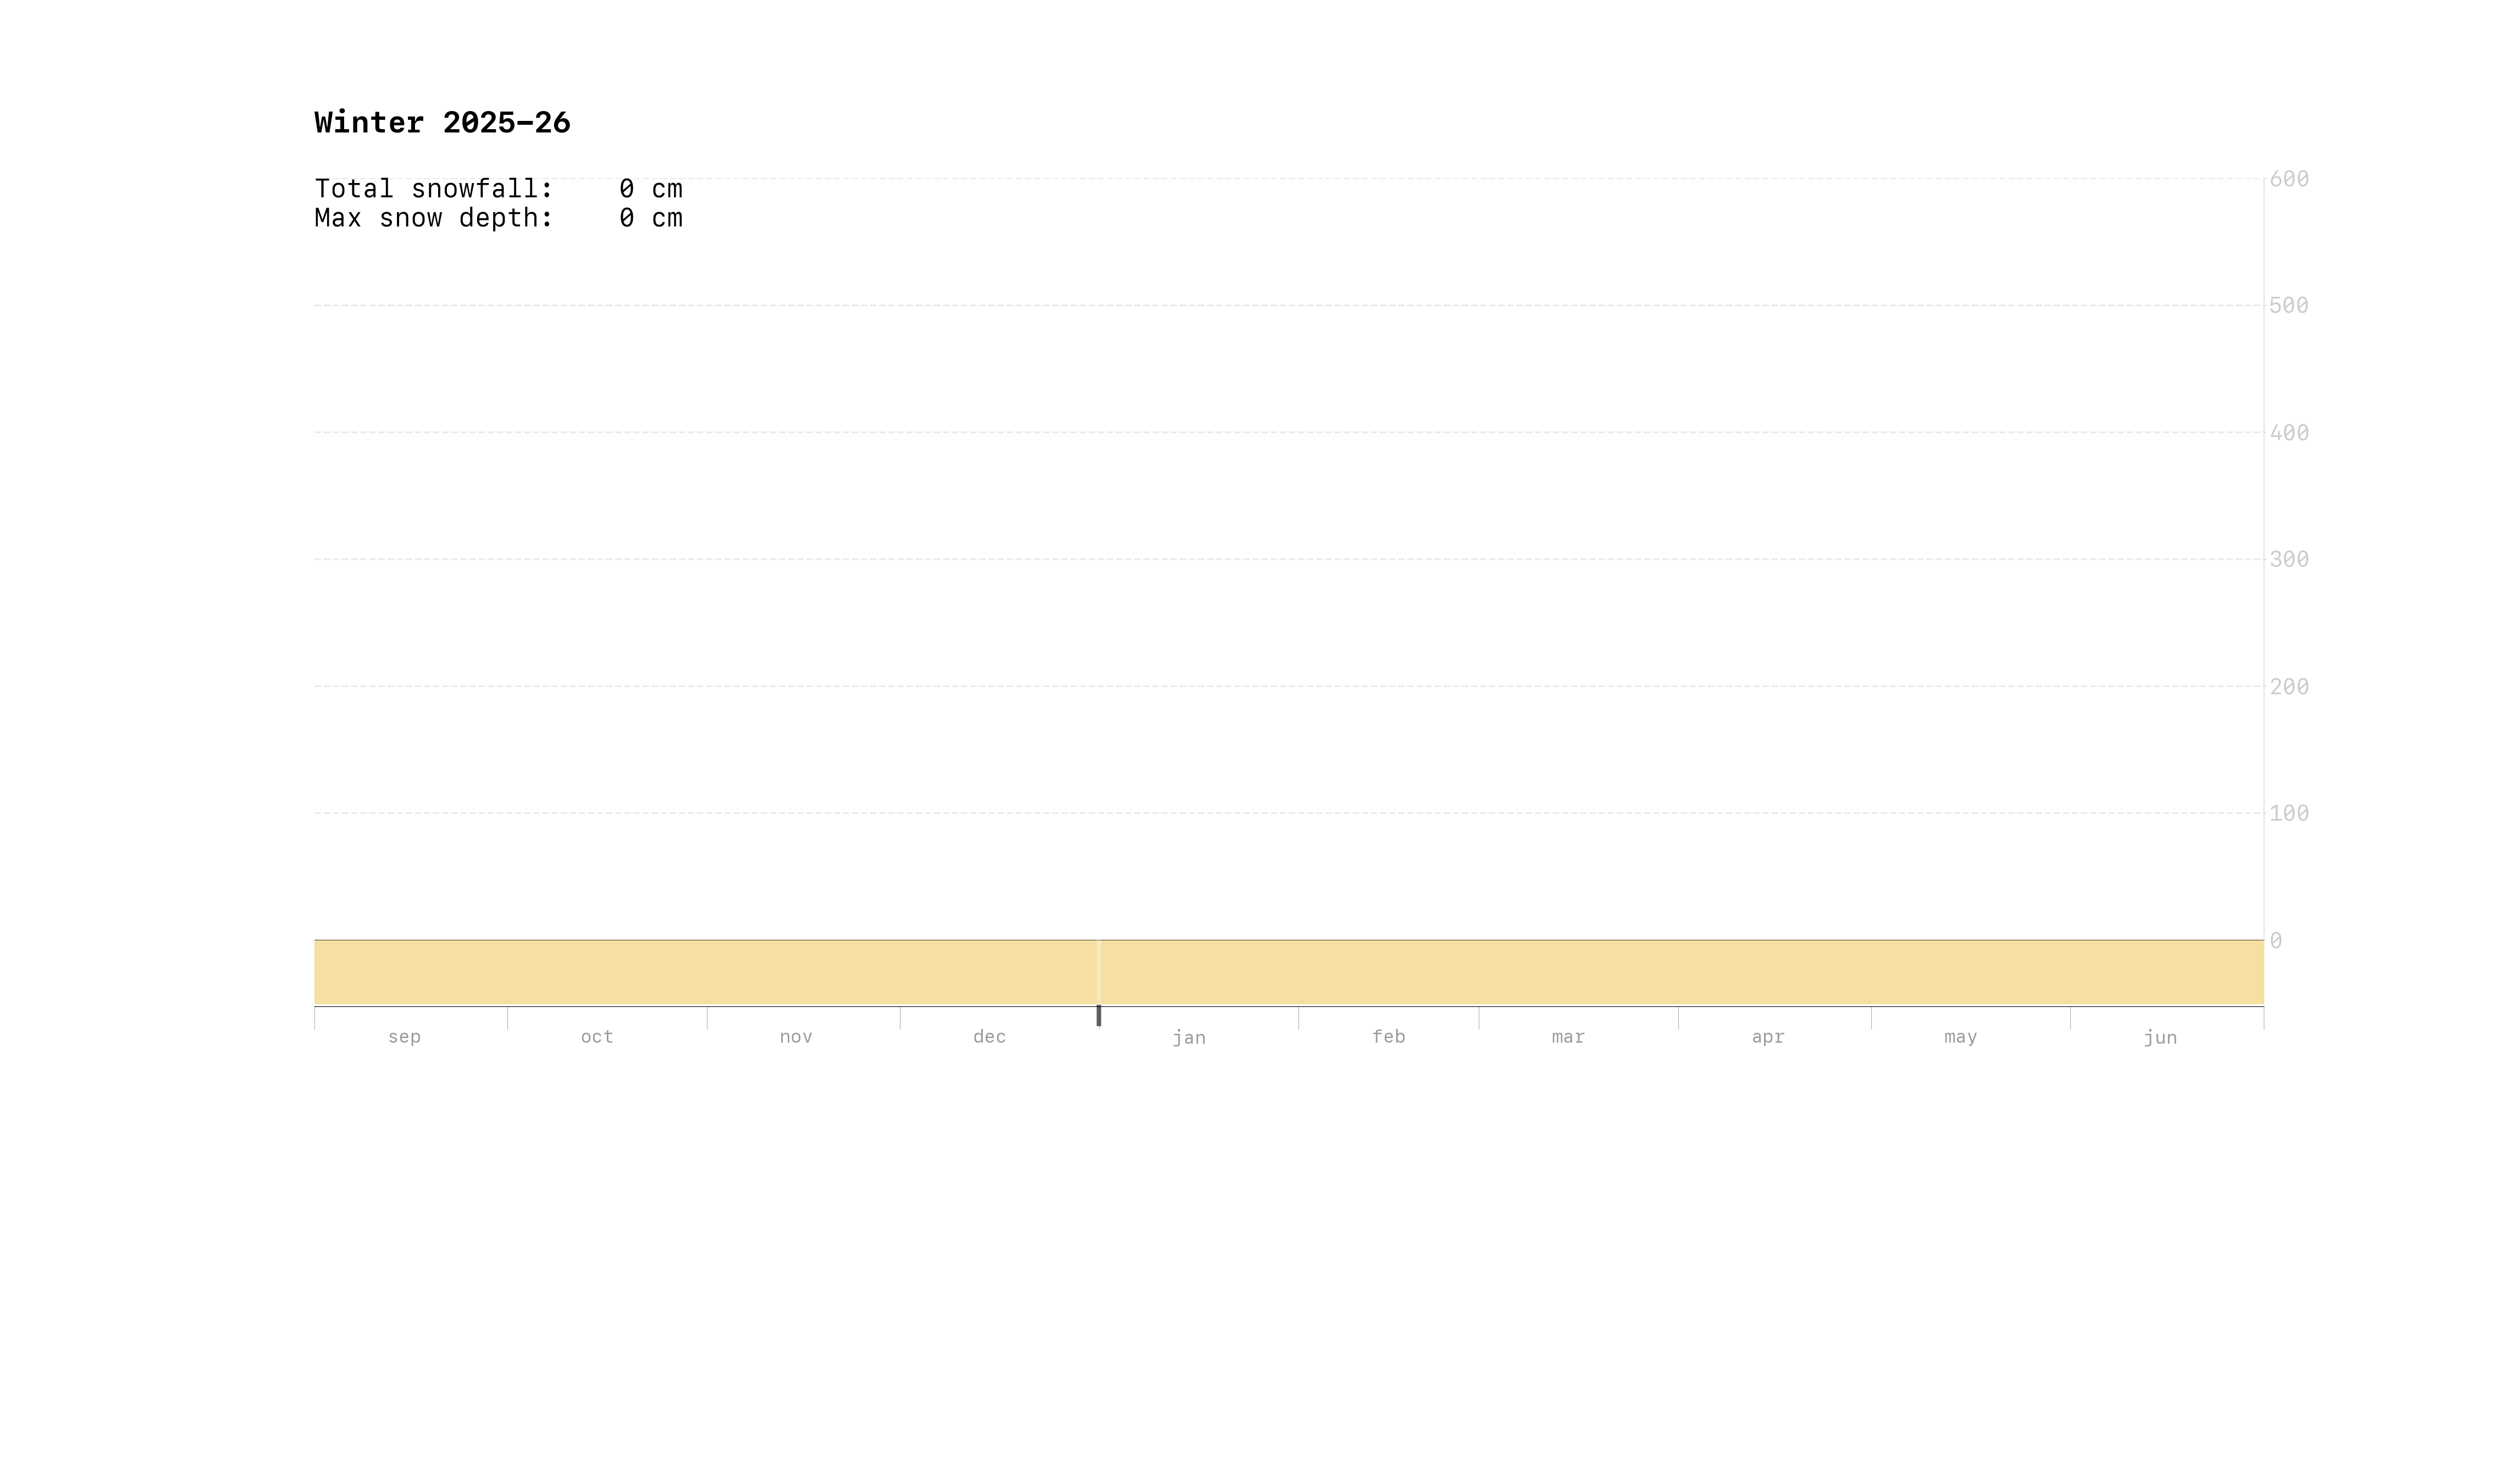 Winter 2025–26
Total snowfall: 0 cm
Max snow depth: 0 cm
600
500
400
300
200
100
0
sep oct nov dec jan feb mar apr may jun